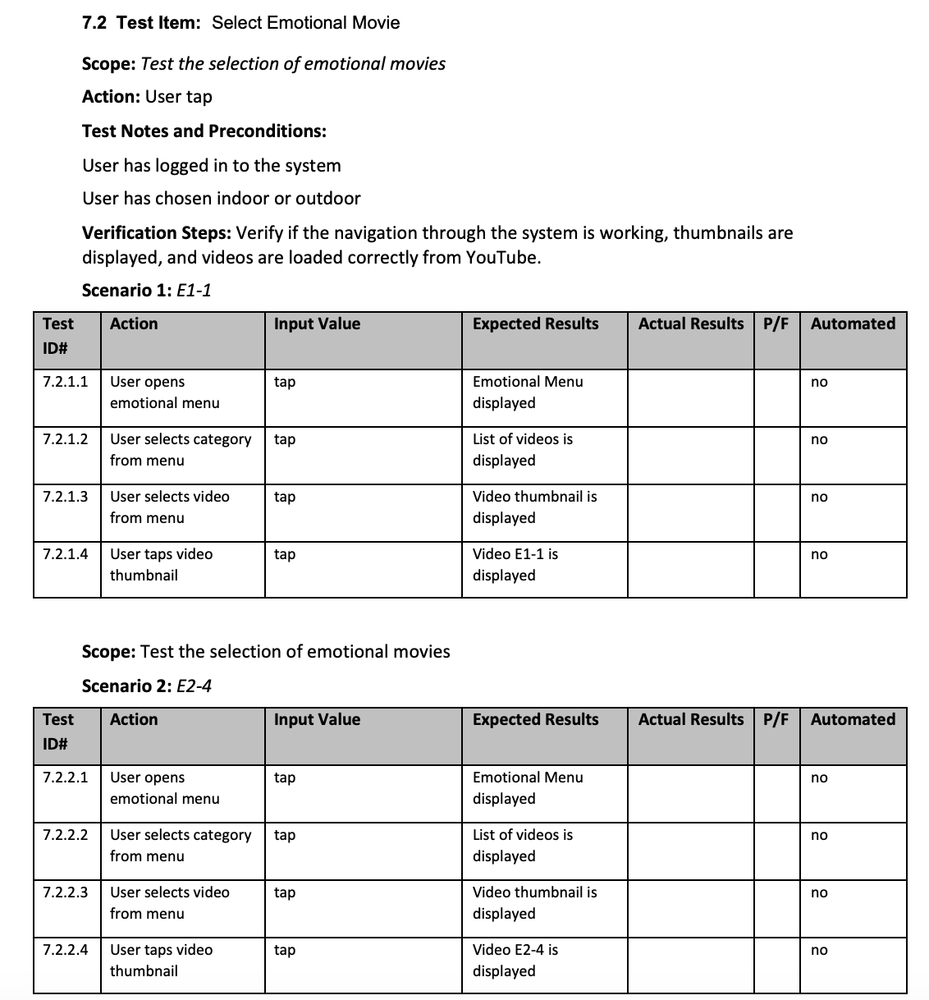 7.2 Test Item: Select Emotional Movie
Scope: Test the selection of emotional movies
Action: User tap
Test Notes and Preconditions:
User has logged in to the system
User has chosen indoor or outdoor
Verification Steps: Verify if the navigation through the system is working, thumbnails are
displayed, and videos are loaded correctly from YouTube.
Scenario 1: E1-1
Test Action Input Value Expected Results Actual Results P/F Automated
ID#
7.2.1.1 User opens tap Emotional Menu no
emotional menu displayed
7.2.1.2 User selects category tap List of videos is no
from menu displayed
7.2.1.3 User selects video tap Video thumbnail is no
from menu displayed
7.2.1.4 User taps video tap Video E1-1 is no
thumbnail displayed
Scope: Test the selection of emotional movies
Scenario 2: E2-4
Test Action Input Value Expected Results Actual Results P/F Automated
ID#
7.2.2.1 User opens tap Emotional Menu no
emotional menu displayed
7.2.2.2 User selects category tap List of videos is no
from menu displayed
7.2.2.3 User selects video tap Video thumbnail is no
from menu displayed
7.2.2.4 User taps video tap Video E2-4 is no
thumbnail displayed